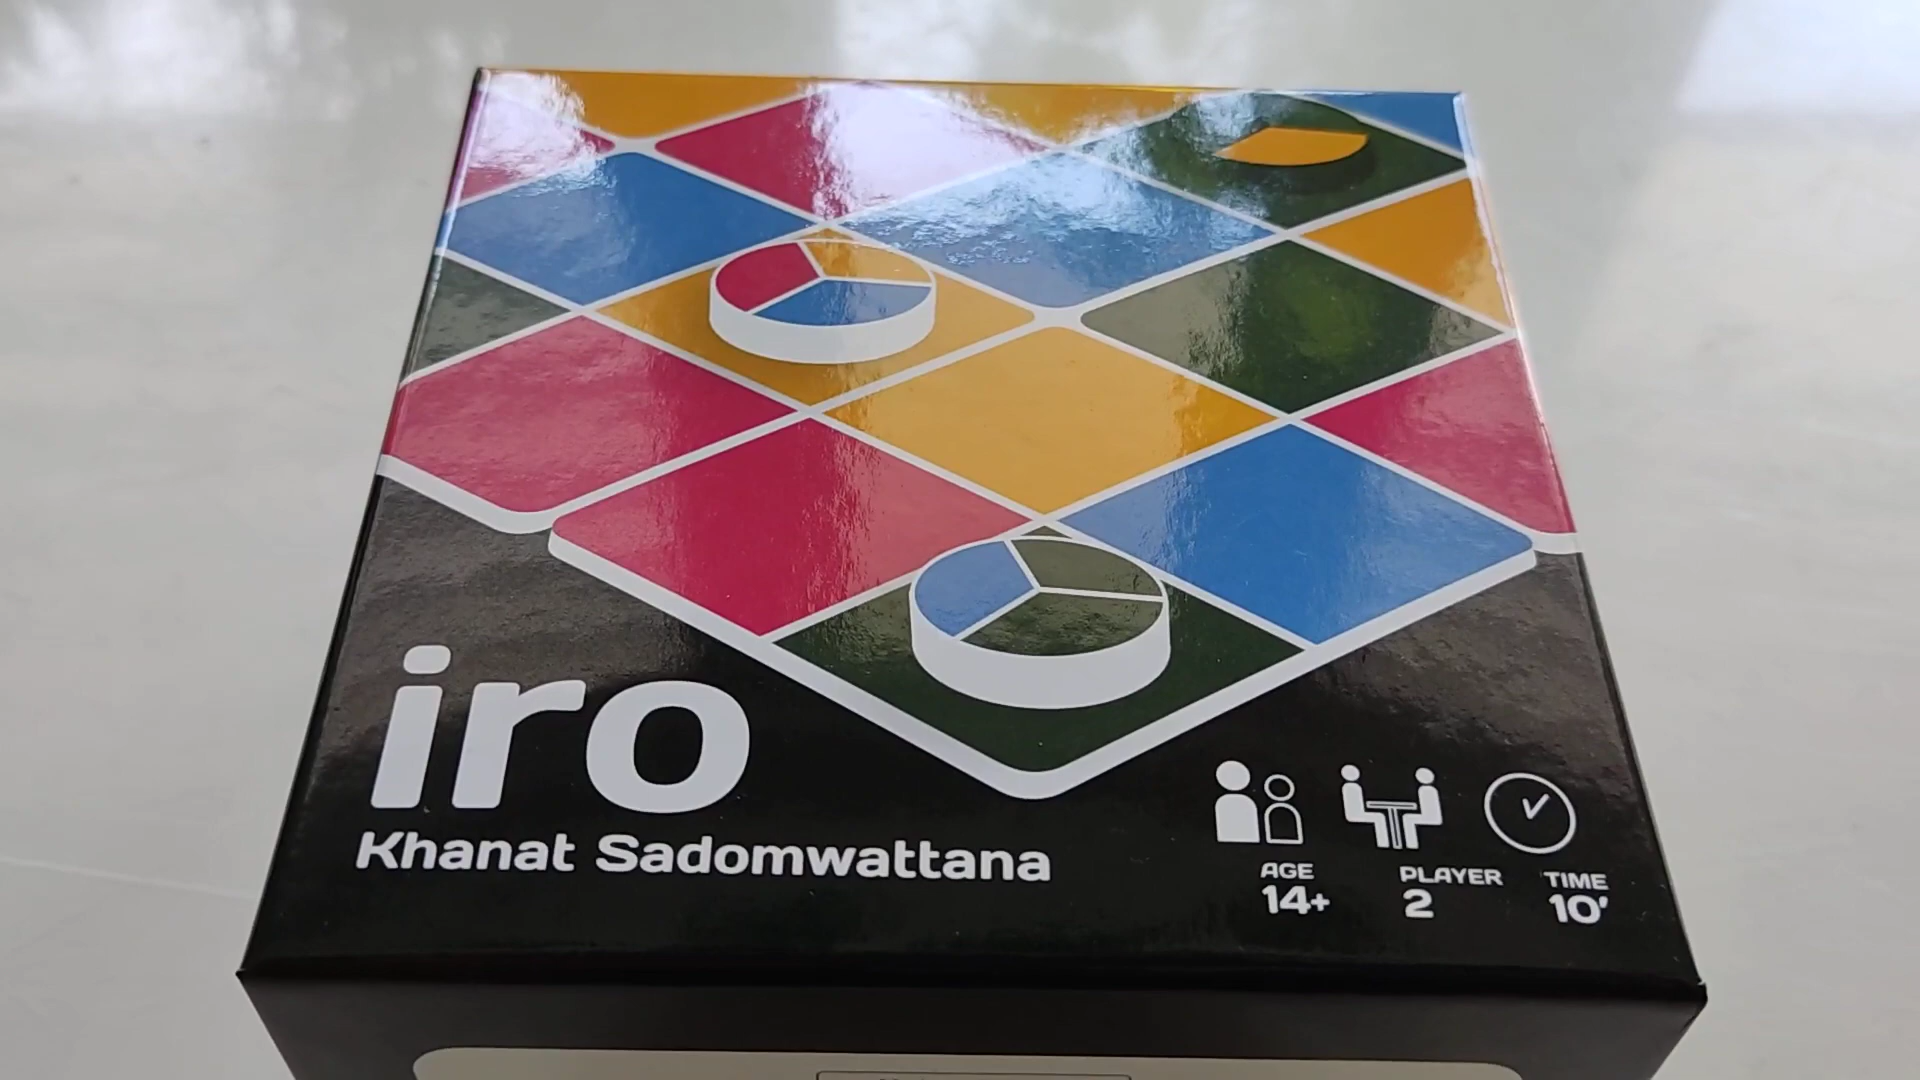 iro
Khanat Sadomwattana
AGE
14+
PLAYER
2
TIME
10'